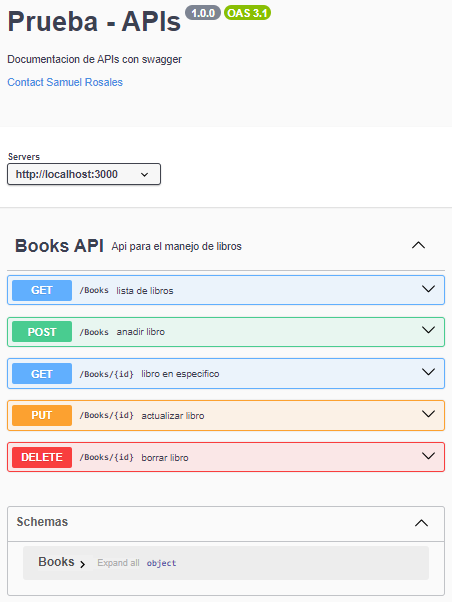 Prueba - APIs 1.0.0 OAS 3.1
Documentacion de APIs con swagger
Contact Samuel Rosales
Servers
http://localhost:3000
Books API Api para el manejo de libros
GET /Books lista de libros
POST /Books anadir libro
GET /Books/{id} libro en especifico
PUT /Books/{id} actualizar libro
DELETE /Books/{id} borrar libro
Schemas
Books Expand all object